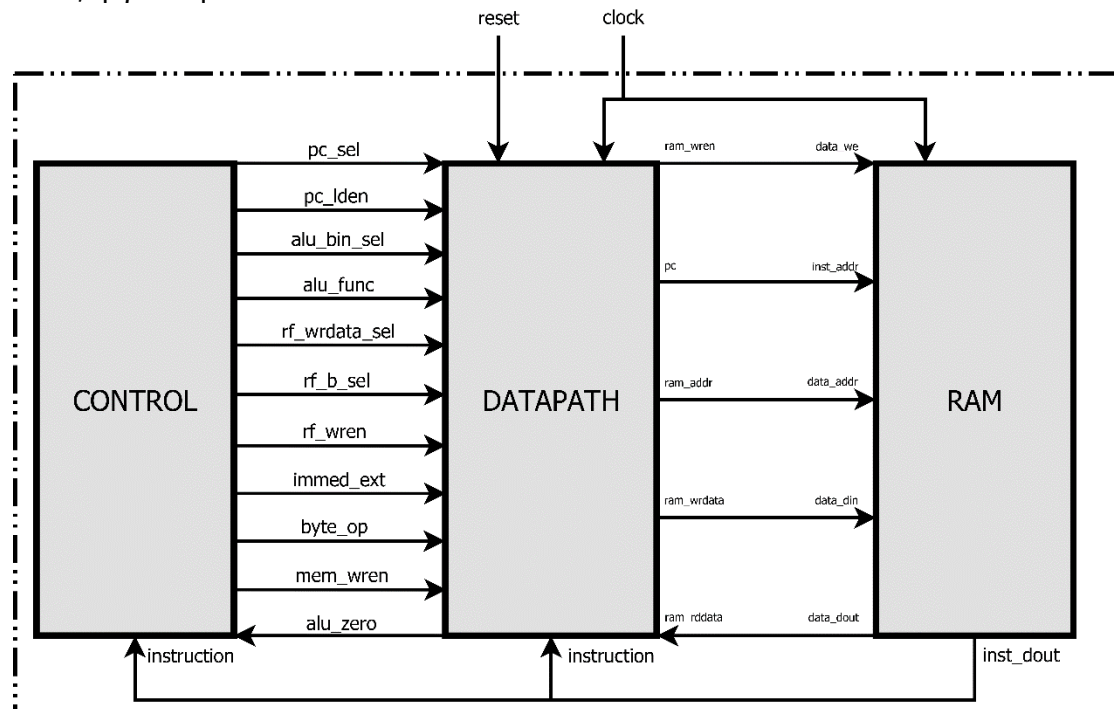 reset
clock
pc_sel
pc_lden
alu_bin_sel
alu_func
rf_wrdata_sel
rf_b_sel
rf_wren
immed_ext
byte_op
mem_wren
alu_zero
CONTROL
DATAPATH
RAM
ram_wren data_we
pc inst_addr
ram_addr data_addr
ram_wrdata data_din
ram_rddata data_dout
instruction
instruction
inst_dout